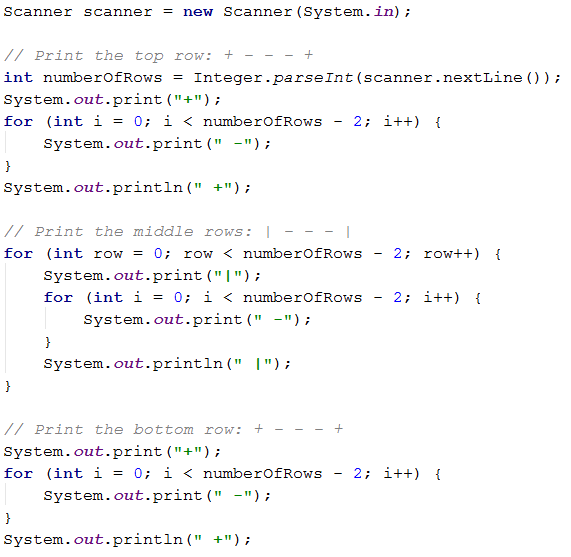 Scanner scanner = new Scanner(System.in);

// Print the top row: + - - - +
int numberOfRows = Integer.parseInt(scanner.nextLine());
System.out.print("+");
for (int i = 0; i < numberOfRows - 2; i++) {
    System.out.print(" -");
}
System.out.println(" +");

// Print the middle rows: | - - - |
for (int row = 0; row < numberOfRows - 2; row++) {
    System.out.print("|");
    for (int i = 0; i < numberOfRows - 2; i++) {
        System.out.print(" -");
    }
    System.out.println(" |");
}

// Print the bottom row: + - - - +
System.out.print("+");
for (int i = 0; i < numberOfRows - 2; i++) {
    System.out.print(" -");
}
System.out.println(" +");